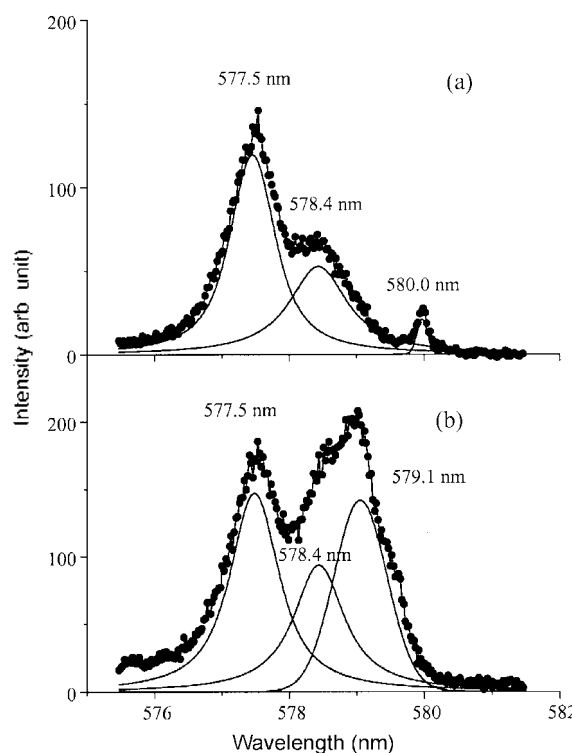 200
577.5 nm
(a)
578.4 nm
100
580.0 nm
0
Intensity (arb unit)
577.5 nm
(b)
200
579.1 nm
578.4 nm
100
0
576
578
580
582
Wavelength (nm)